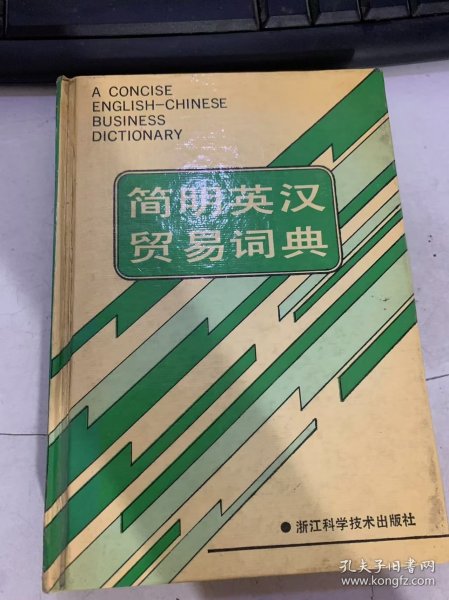 A CONCISE
ENGLISH-CHINESE
BUSINESS
DICTIONARY
简明英汉
贸易词典
●浙江科学技术出版社
孔夫子旧书网
www.kongfz.com